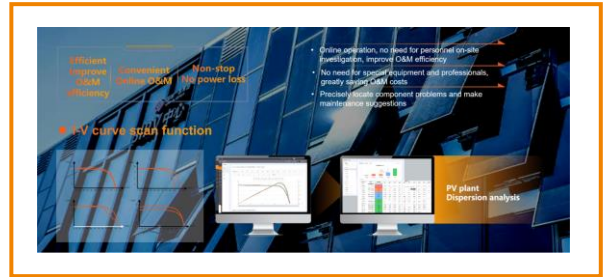 Efficient
Improve
O&M
efficiency
Convenient
Online O&M
Non-stop
No power loss
• Online operation, no need for personnel on-site
investigation, improve O&M efficiency
• No need for special equipment and professionals,
greatly saving O&M costs
• Precisely locate component problems and make
maintenance suggestions
I-V curve scan function
PV plant
Dispersion analysis